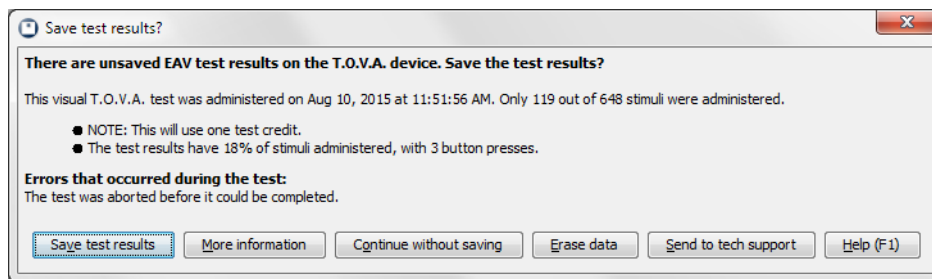 Save test results?
There are unsaved EAV test results on the T.O.V.A. device. Save the test results?
This visual T.O.V.A. test was administered on Aug 10, 2015 at 11:51:56 AM. Only 119 out of 648 stimuli were administered.
● NOTE: This will use one test credit.
● The test results have 18% of stimuli administered, with 3 button presses.
Errors that occurred during the test:
The test was aborted before it could be completed.
Save test results More information Continue without saving Erase data Send to tech support Help (F1)